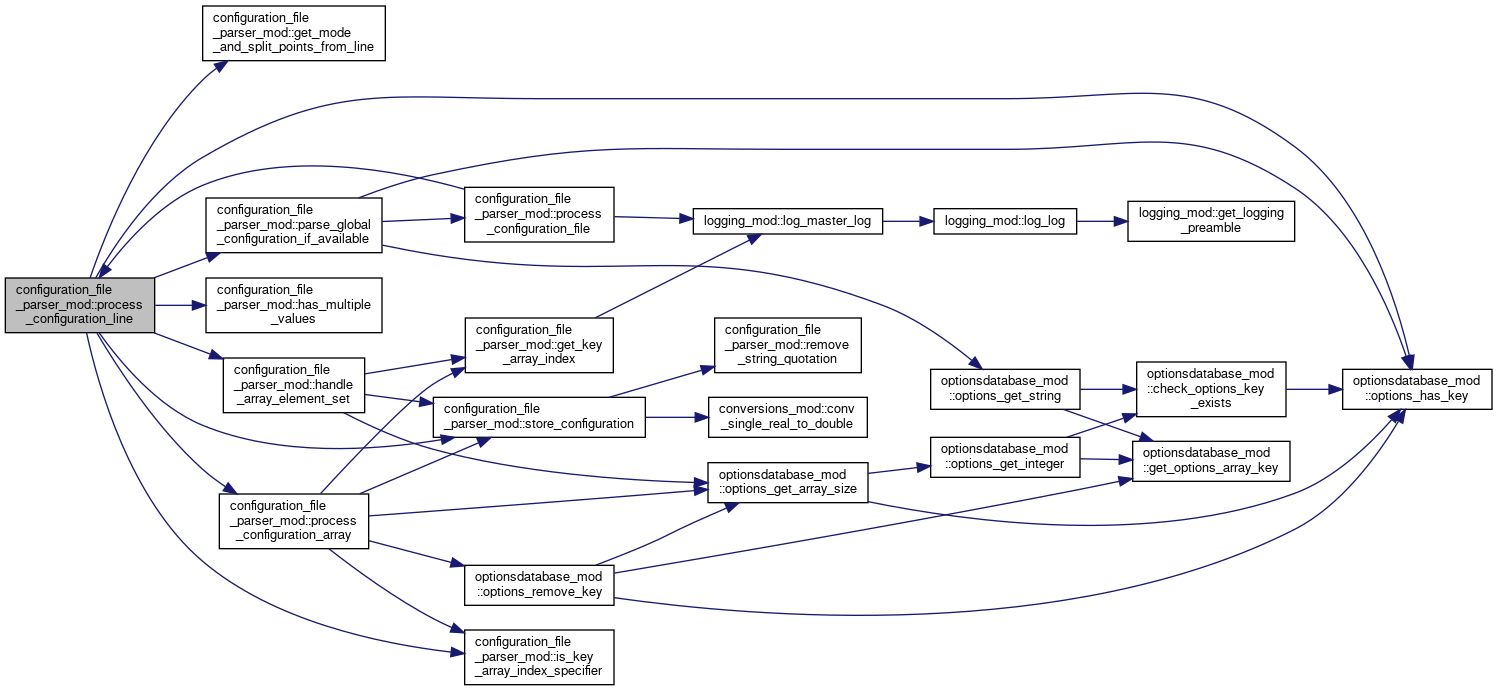 configuration_file
_parser_mod::get_mode
_and_split_points_from_line
configuration_file
_parser_mod::process
_configuration_line
configuration_file
_parser_mod::parse_global
_configuration_if_available
configuration_file
_parser_mod::has_multiple
_values
configuration_file
_parser_mod::handle
_array_element_set
configuration_file
_parser_mod::process
_configuration_array
configuration_file
_parser_mod::process
_configuration_file
configuration_file
_parser_mod::get_key
_array_index
configuration_file
_parser_mod::store_configuration
optionsdatabase_mod
::options_remove_key
configuration_file
_parser_mod::is_key
_array_index_specifier
logging_mod::log_master_log
configuration_file
_parser_mod::remove
_string_quotation
conversions_mod::conv
_single_real_to_double
optionsdatabase_mod
::options_get_array_size
logging_mod::log_log
optionsdatabase_mod
::options_get_string
optionsdatabase_mod
::options_get_integer
logging_mod::get_logging
_preamble
optionsdatabase_mod
::check_options_key
_exists
optionsdatabase_mod
::get_options_array_key
optionsdatabase_mod
::options_has_key